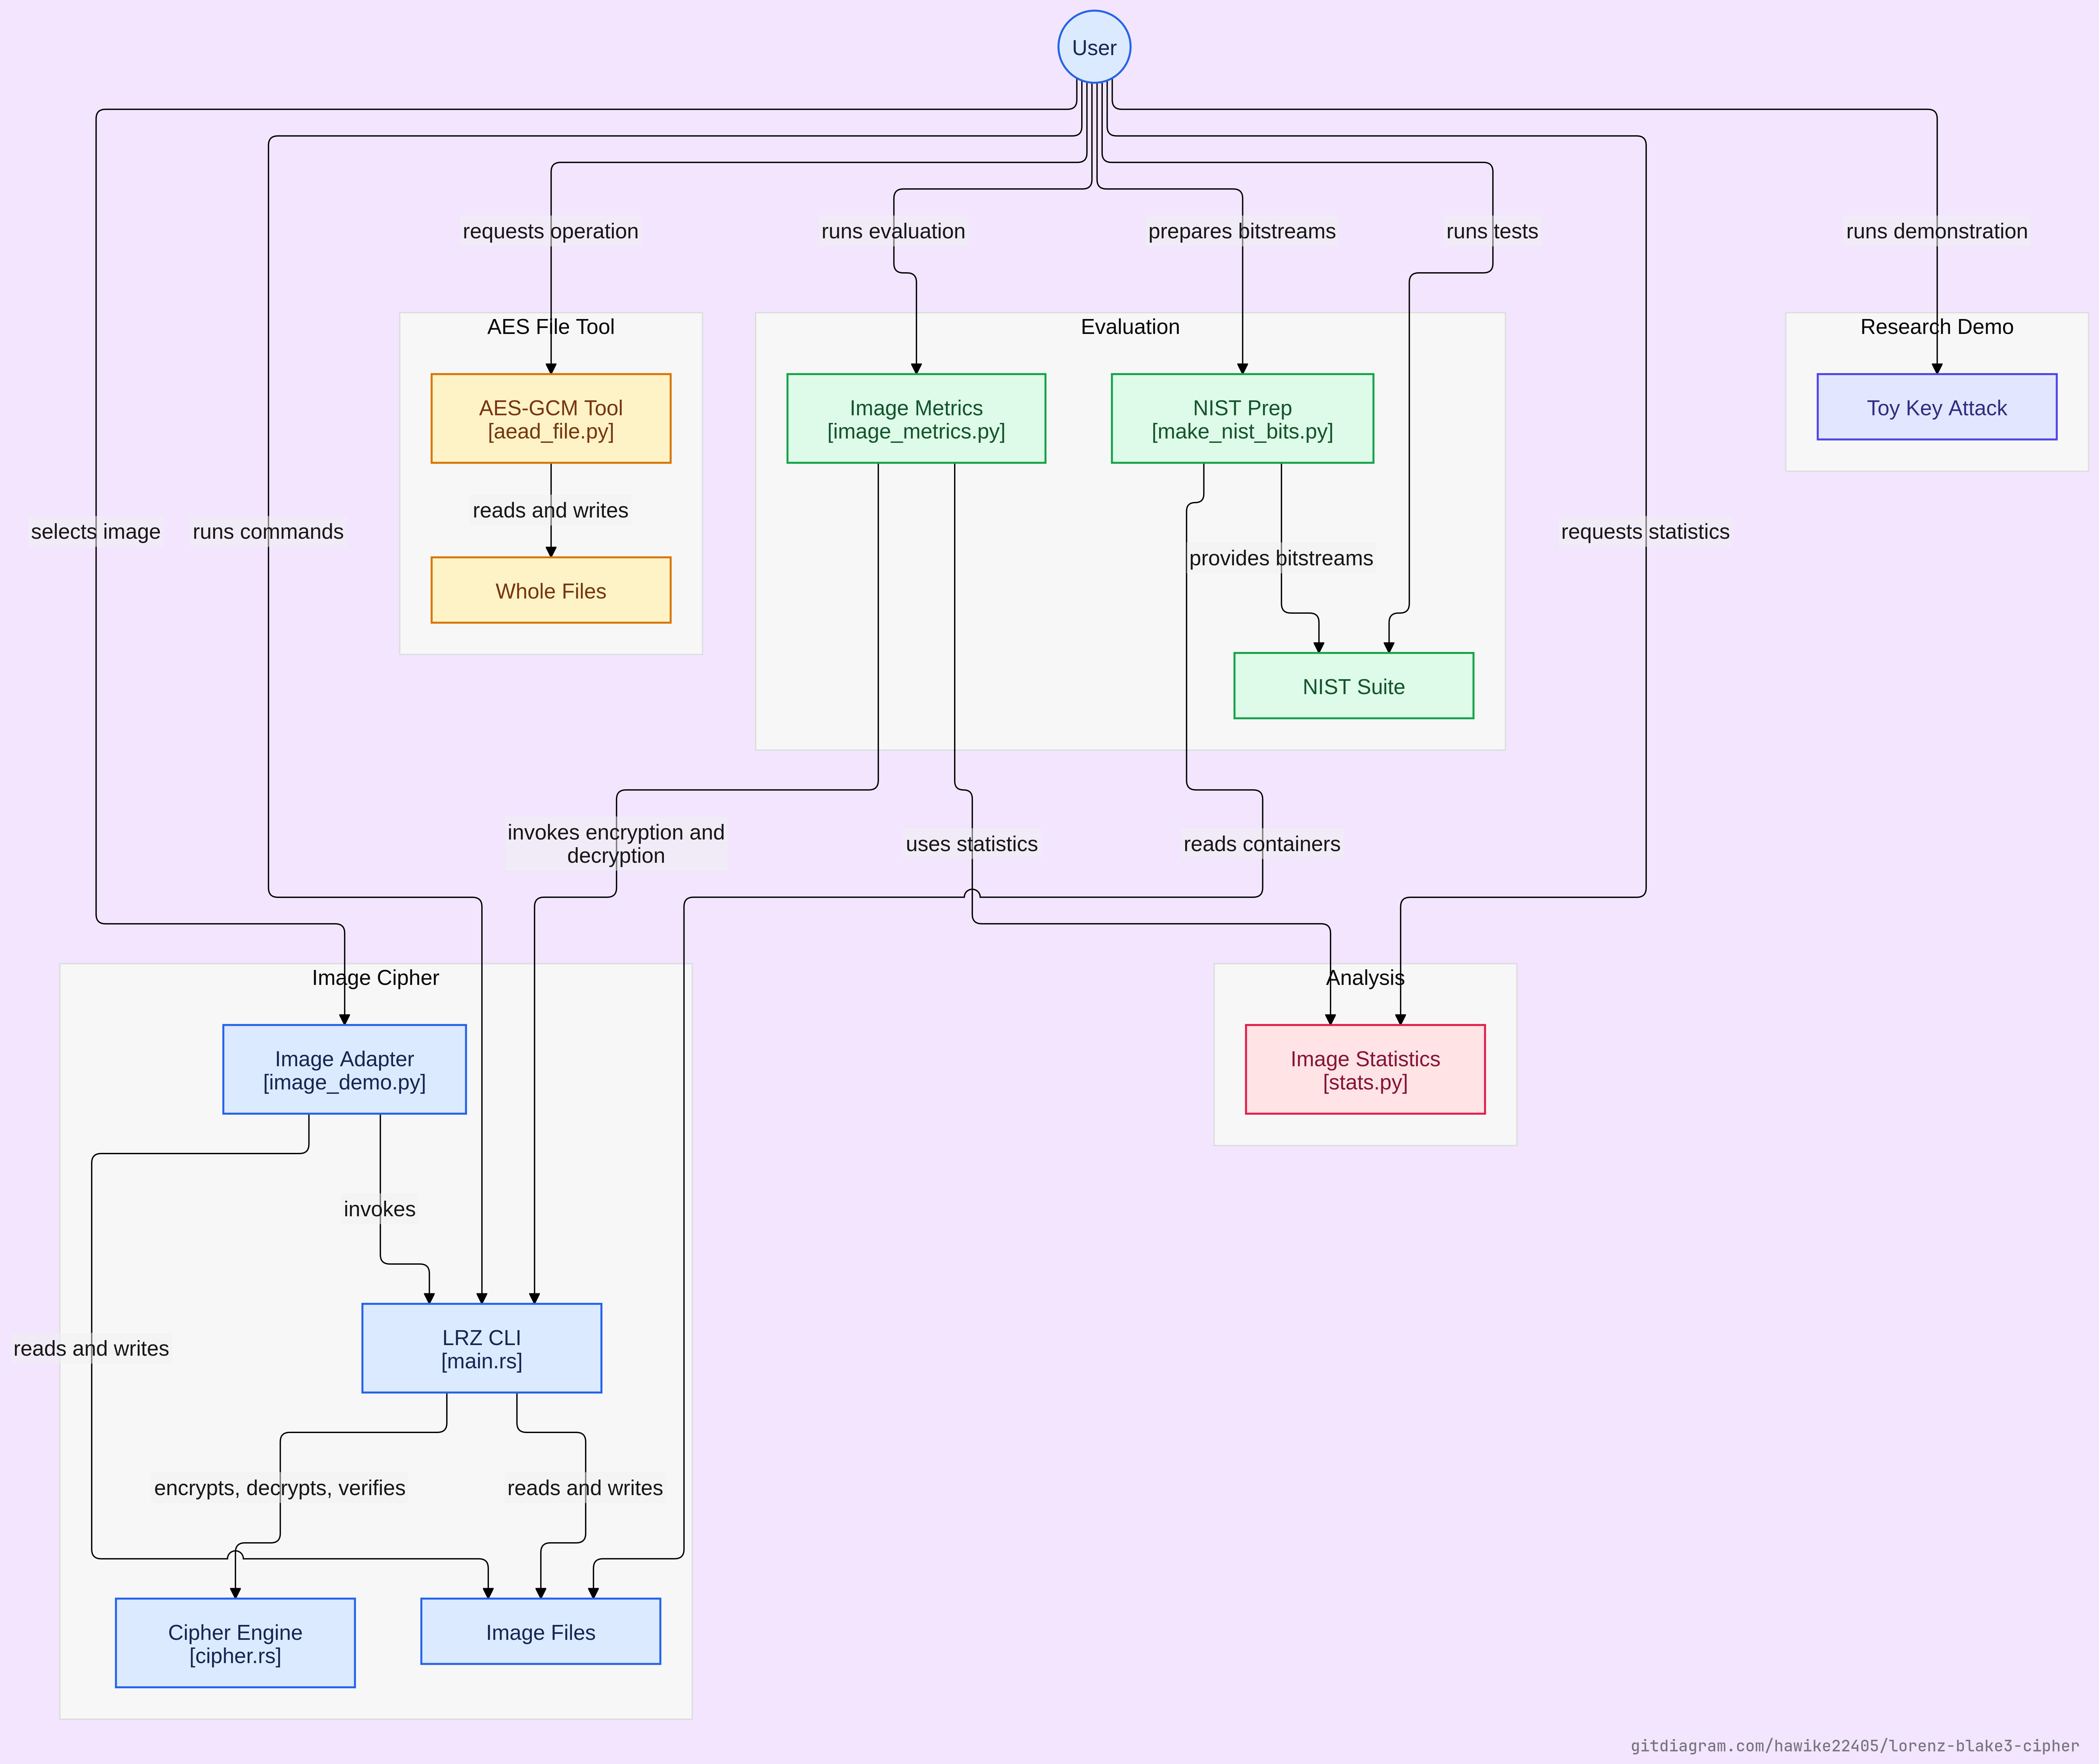 User
requests operation
runs evaluation
prepares bitstreams
runs tests
runs demonstration
AES File Tool
Evaluation
Research Demo
AES-GCM Tool
[aead_file.py]
Image Metrics
[image_metrics.py]
NIST Prep
[make_nist_bits.py]
Toy Key Attack
selects image
runs commands
reads and writes
provides bitstreams
requests statistics
Whole Files
NIST Suite
invokes encryption and
decryption
uses statistics
reads containers
Image Cipher
Analysis
Image Adapter
[image_demo.py]
Image Statistics
[stats.py]
invokes
reads and writes
LRZ CLI
[main.rs]
encrypts, decrypts, verifies
reads and writes
Cipher Engine
[cipher.rs]
Image Files
gitdiagram.com/hawike22405/lorenz-blake3-cipher